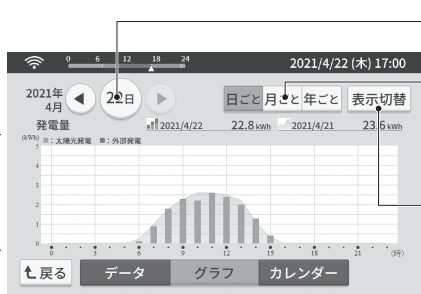 0 6 12 18 24
2021/4/22 (木) 17:00
2021年
4月
22日
日ごと 月ごと 年ごと 表示切替
発電量
2021/4/22 22.8 kWh 2021/4/21 23.6 kWh
(kWh) ■：太陽光発電 ■：外部発電
5
4
3
2
1
0
0 3 6 9 12 15 18 21 (時)
戻る データ グラフ カレンダー